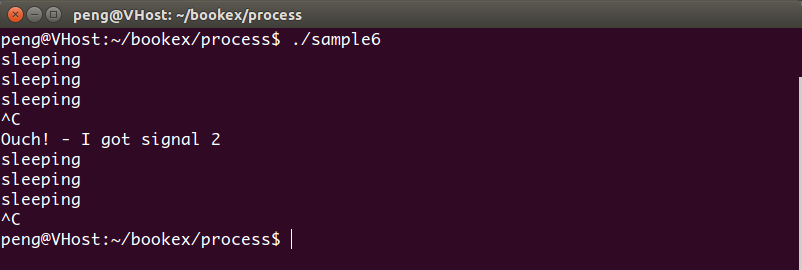 peng@VHost: ~/bookex/process
peng@VHost:~/bookex/process$ ./sample6
sleeping
sleeping
sleeping
^C
Ouch! - I got signal 2
sleeping
sleeping
sleeping
^C
peng@VHost:~/bookex/process$